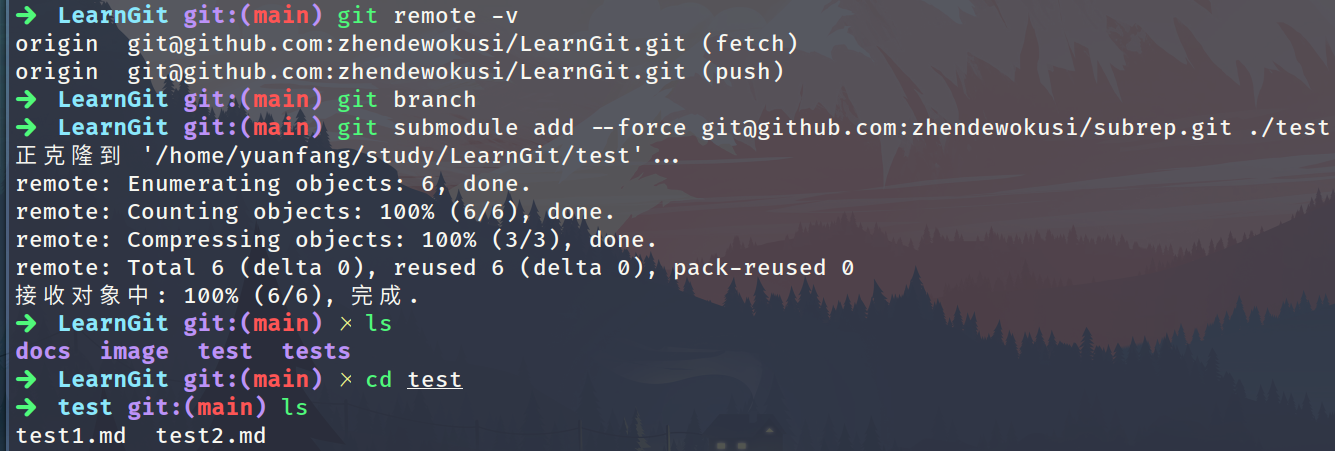 ➜ LearnGit git:(main) git remote -v
origin git@github.com:zhendewokusi/LearnGit.git (fetch)
origin git@github.com:zhendewokusi/LearnGit.git (push)
➜ LearnGit git:(main) git branch
➜ LearnGit git:(main) git submodule add --force git@github.com:zhendewokusi/subrep.git ./test
正克隆到 '/home/yuanfang/study/LearnGit/test'...
remote: Enumerating objects: 6, done.
remote: Counting objects: 100% (6/6), done.
remote: Compressing objects: 100% (3/3), done.
remote: Total 6 (delta 0), reused 6 (delta 0), pack-reused 0
接收对象中: 100% (6/6), 完成.
➜ LearnGit git:(main) × ls
docs image test tests
➜ LearnGit git:(main) × cd test
➜ test git:(main) ls
test1.md test2.md